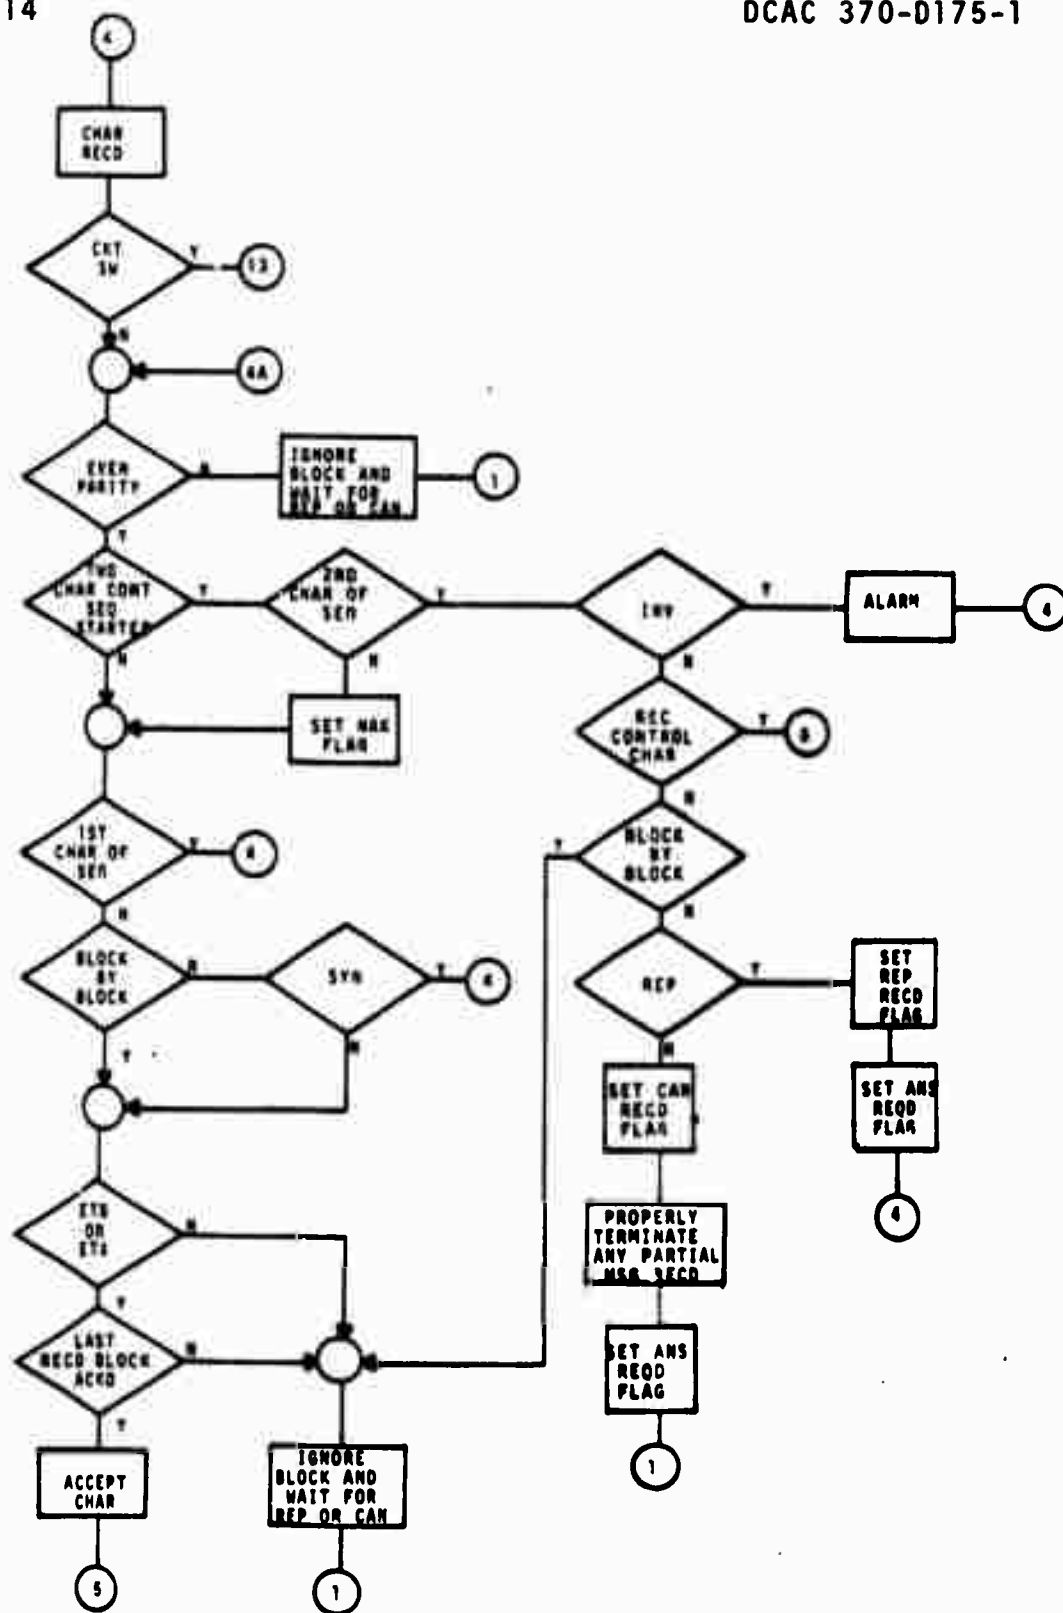 14
DCAC 370-D175-1
4
CHAR
RECD
CKT
SW
Y
13
N
4A
EVEN
PARITY
N
IGNORE
BLOCK AND
WAIT FOR
REP OR CAN
1
Y
TWO
CHAR CONT
SEQ
STARTER
Y
2ND
CHAR OF
SEQ
Y
INV
Y
ALARM
4
N
N
N
SET NAK
FLAG
REC
CONTROL
CHAR
Y
8
1ST
CHAR OF
SEQ
Y
4
N
BLOCK
BY
BLOCK
Y
N
N
BLOCK
BY
BLOCK
N
SYN
Y
4
REP
Y
SET
REP
RECD
FLAG
Y
N
N
SET CAN
RECD
FLAG
SET ANS
REQD
FLAG
4
ETB
OR
ETX
N
PROPERLY
TERMINATE
ANY PARTIAL
MSG RECD
Y
LAST
RECD BLOCK
ACKD
N
SET ANS
REQD
FLAG
Y
1
ACCEPT
CHAR
IGNORE
BLOCK AND
WAIT FOR
REP OR CAN
5
1